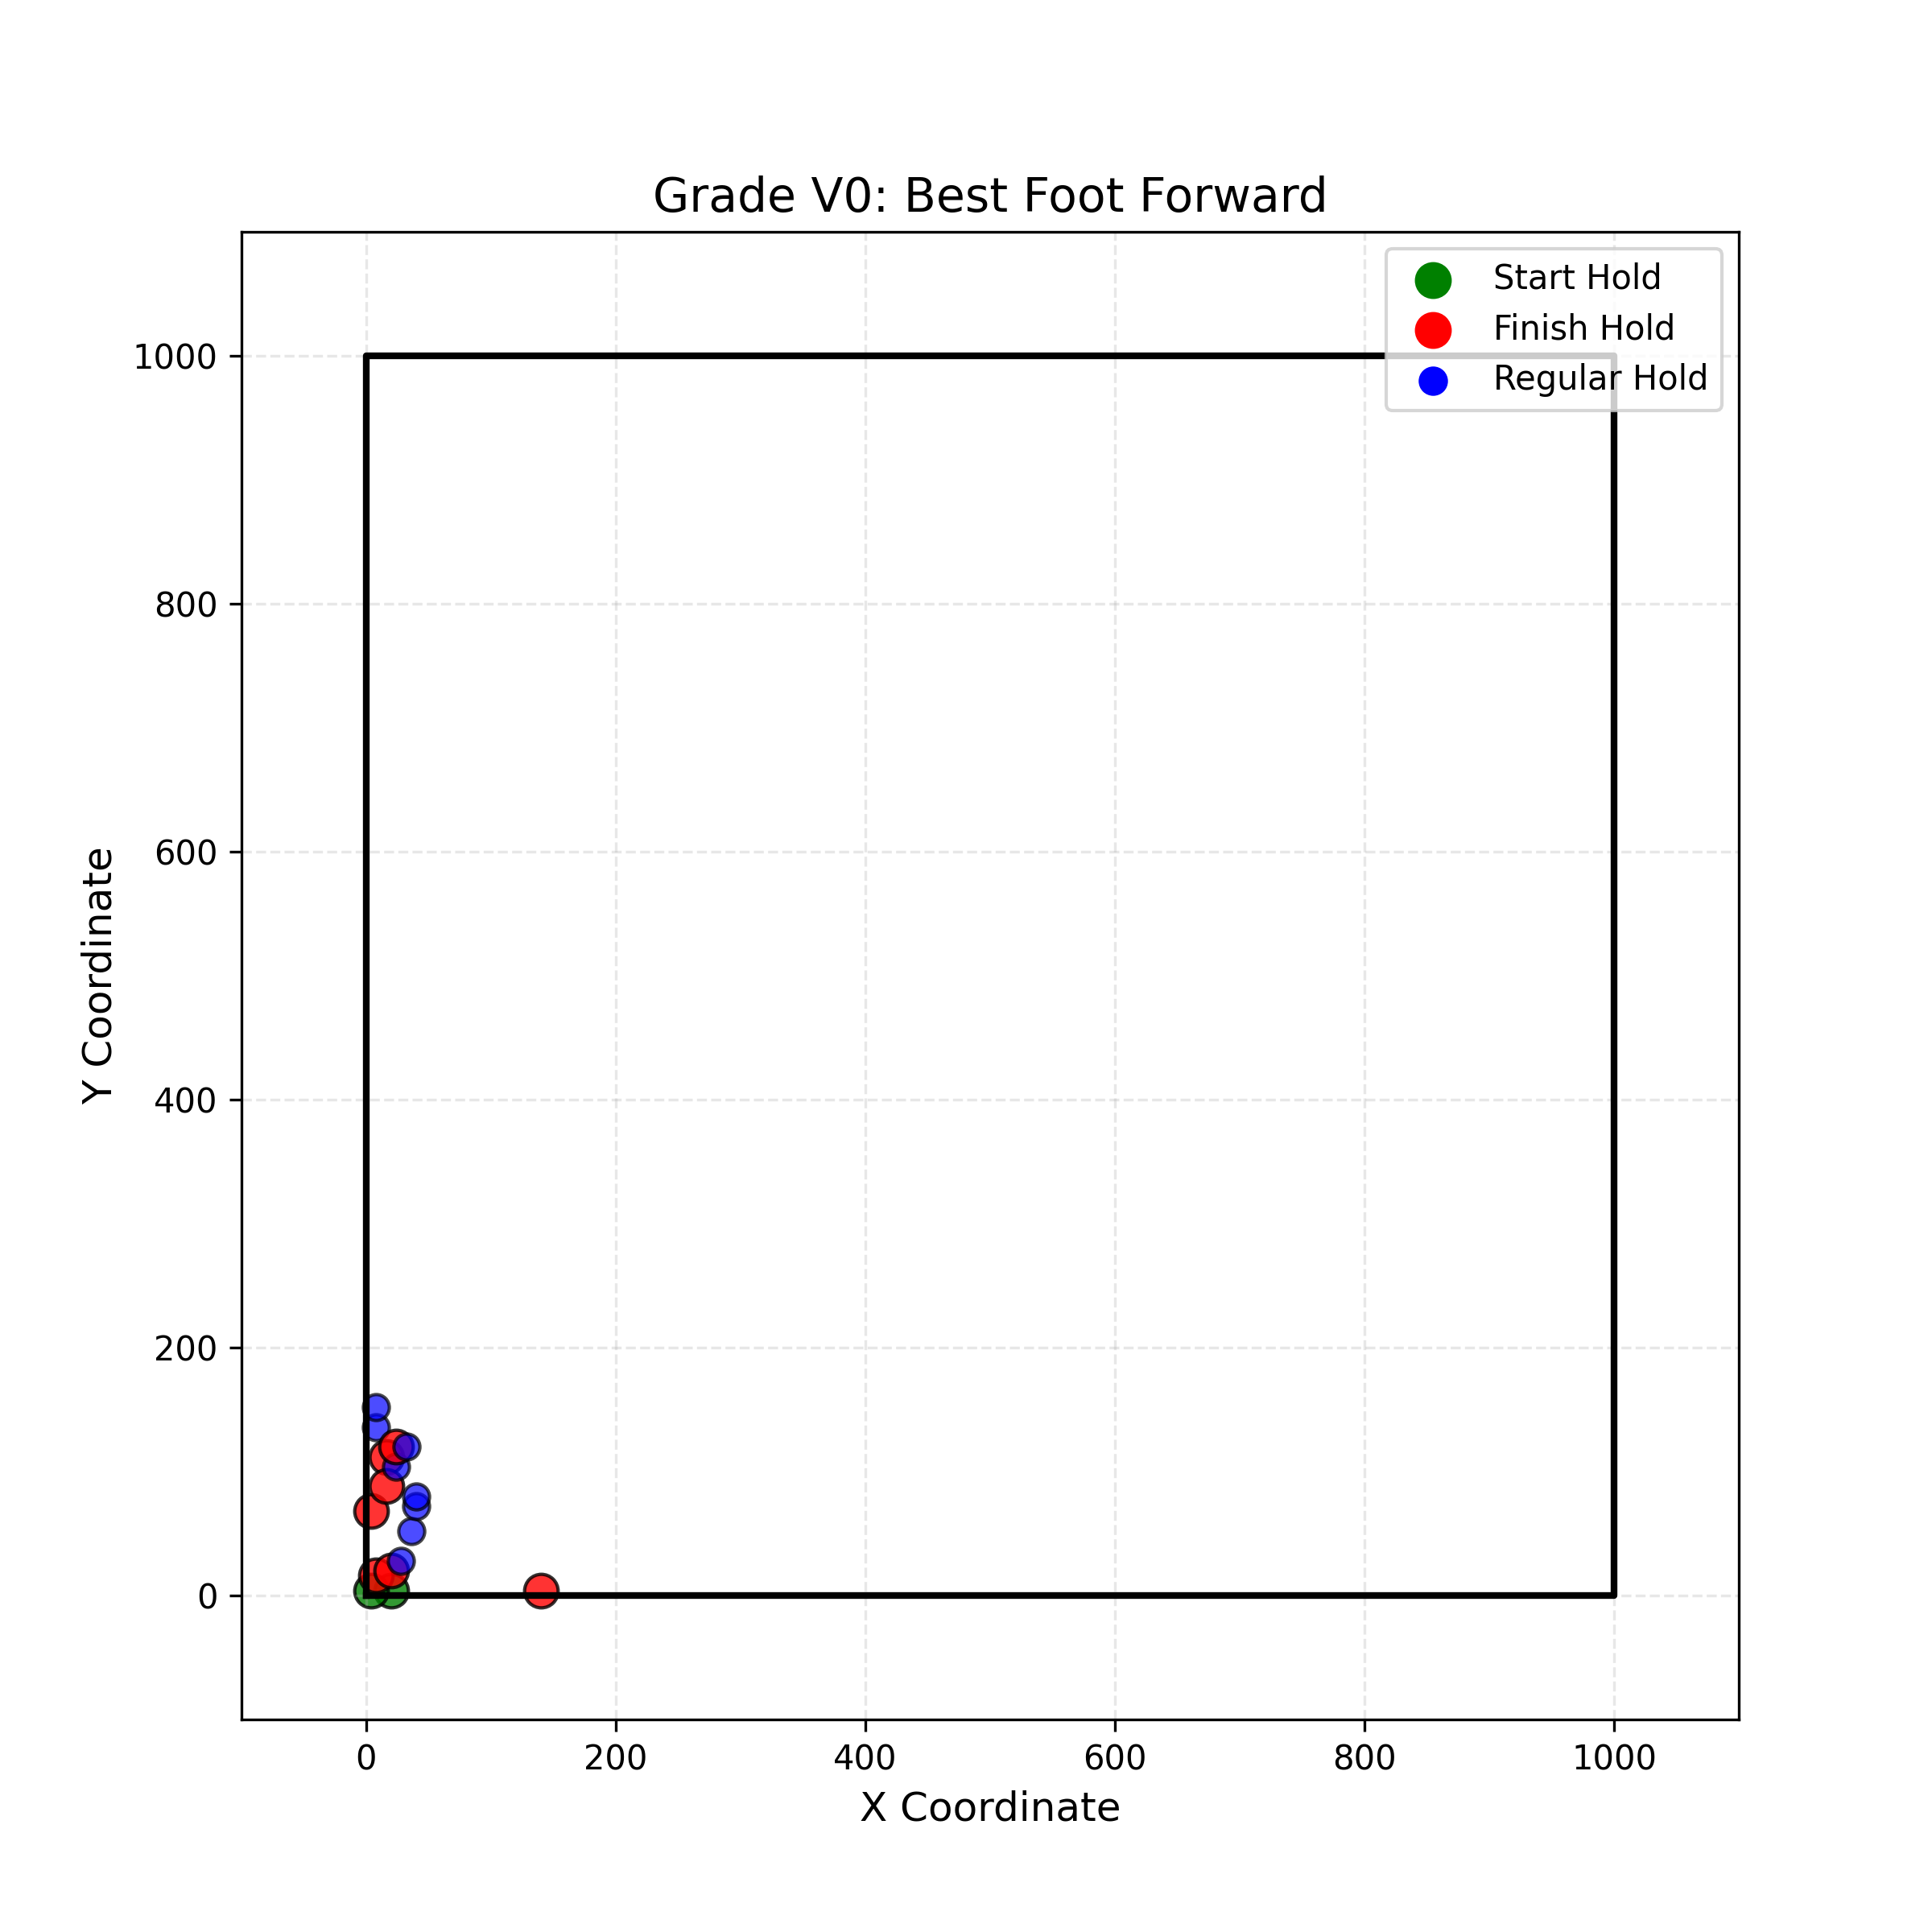 Grade V0: Best Foot Forward
Start Hold
Finish Hold
Regular Hold
1000
800
600
400
200
0
Y Coordinate
0 200 400 600 800 1000
X Coordinate